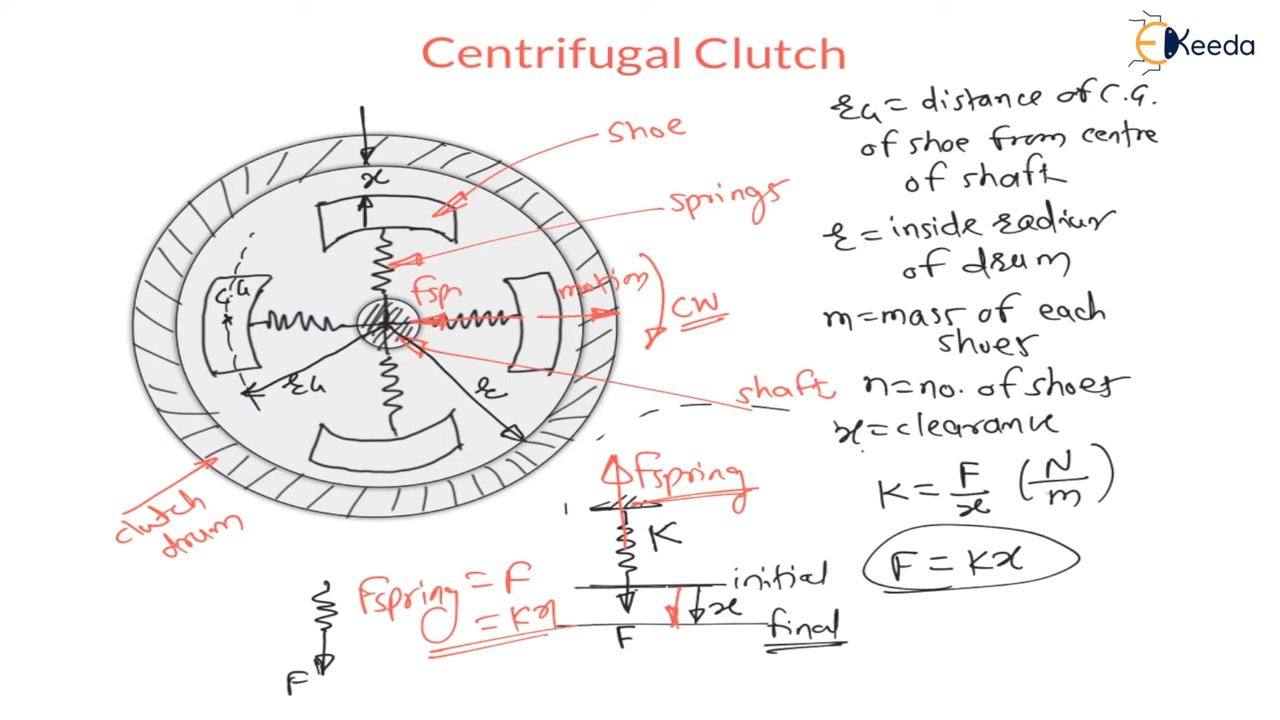 Centrifugal Clutch
EKeeda
rG = distance of C.G.
of shoe from centre
of shaft
r = inside radius
of drum
m = mass of each
shoes
n = no. of shoes
x = clearance
K = F/x (N/m)
F = Kx
shoe
springs
x
Fsp
motion
CW
G
rG
r
shaft
clutch
drum
Fspring
K
initial
x
F
final
Fspring = F
= Kx
F